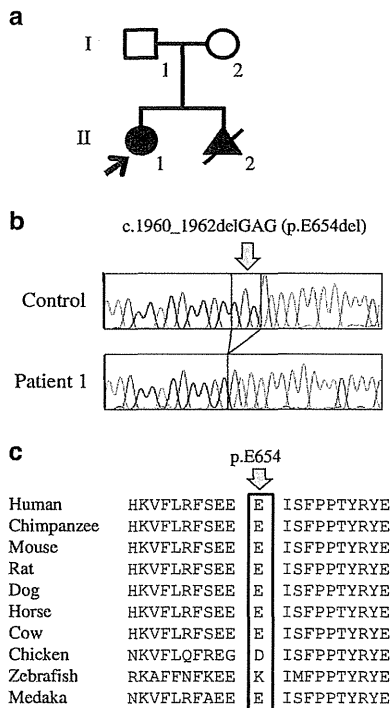 a
I
1
2
II
1
2
b
c.1960_1962delGAG (p.E654del)
Control
Patient 1
c
p.E654
Human HKVFLRFSEE E ISFPPTYRYE
Chimpanzee HKVFLRFSEE E ISFPPTYRYE
Mouse HKVFLRFSEE E ISFPPTYRYE
Rat HKVFLRFSEE E ISFPPTYRYE
Dog HKVFLRFSEE E ISFPPTYRYE
Horse HKVFLRFSEE E ISFPPTYRYE
Cow HKVFLRFSEE E ISFPPTYRYE
Chicken NKVFLQFREG D ISFPPTYRYE
Zebrafish RKAFFNFKEE K IMFPPTYRYE
Medaka NKVFLRFAEE E ISFPPTYRYE